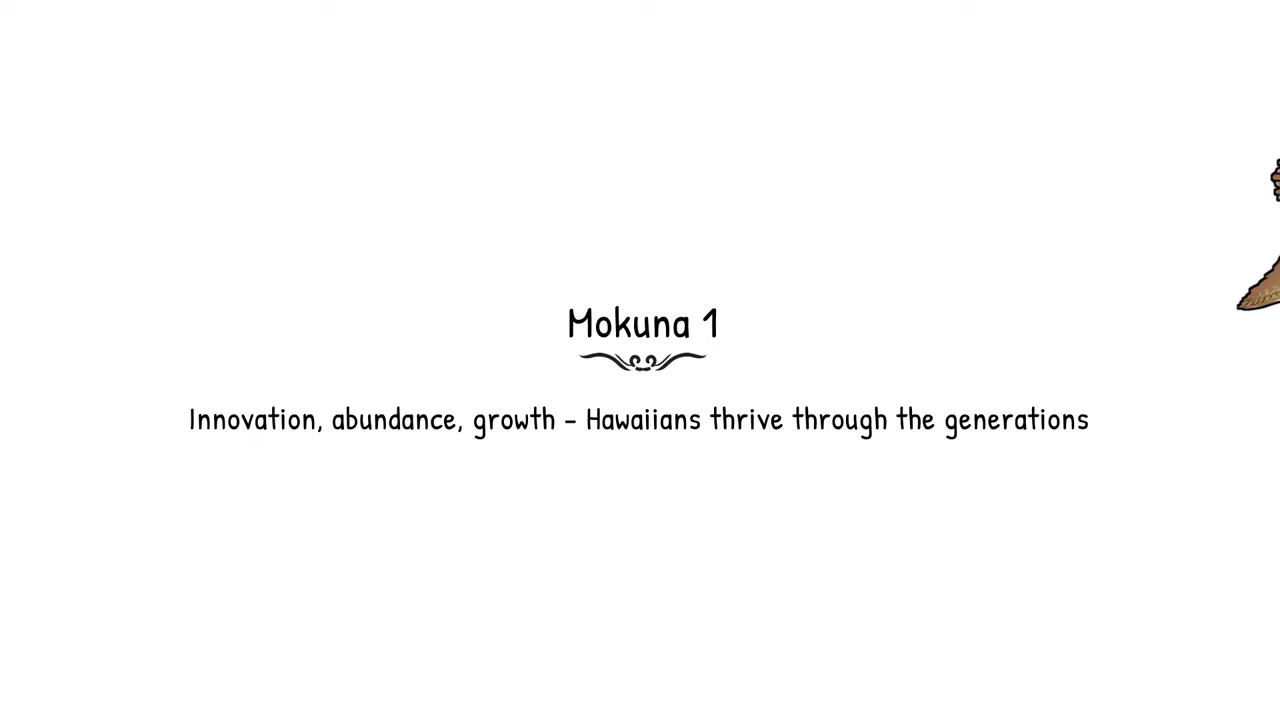 Mokuna 1
Innovation, abundance, growth - Hawaiians thrive through the generations